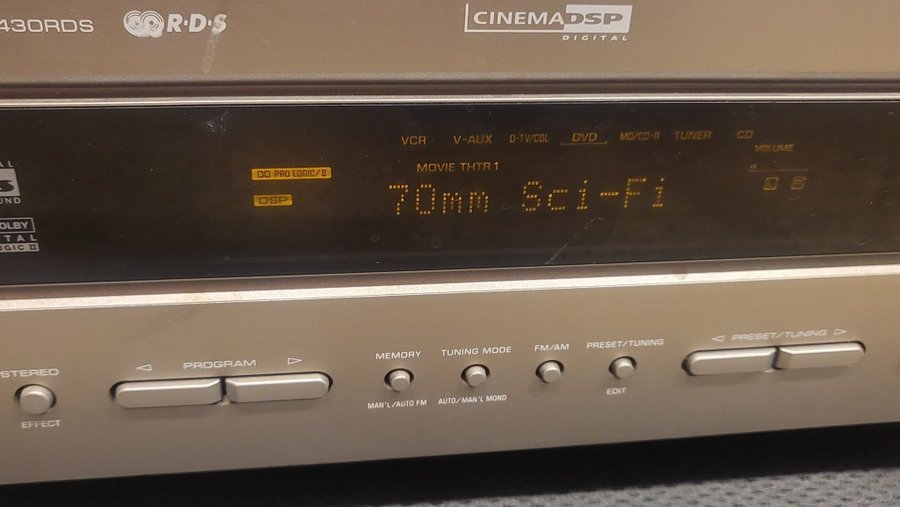 430RDS
R·D·S
CINEMA DSP
DIGITAL
VCR V-AUX D-TV/CBL DVD MD/CD-R TUNER CD
VOLUME
MOVIE THTR 1
PRO LOGIC/II
DSP
70mm Sci-Fi
STEREO
EFFECT
PROGRAM
MEMORY
MAN'L/AUTO FM
TUNING MODE
AUTO/MAN'L MONO
FM/AM
PRESET/TUNING
EDIT
PRESET/TUNING